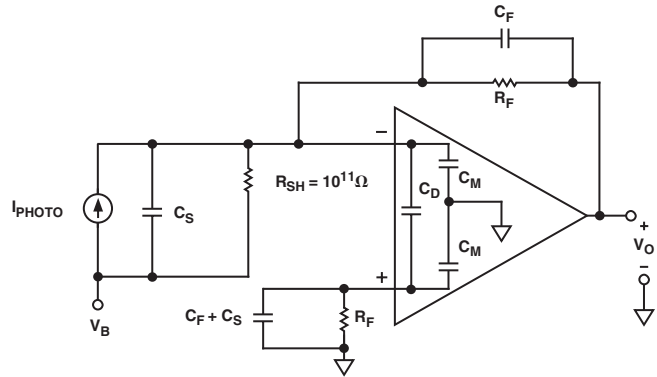 C_F
R_F
−
R_SH = 10^11Ω
I_PHOTO
C_S
C_D
C_M
C_M
+
C_F + C_S
R_F
V_B
+
V_O
−